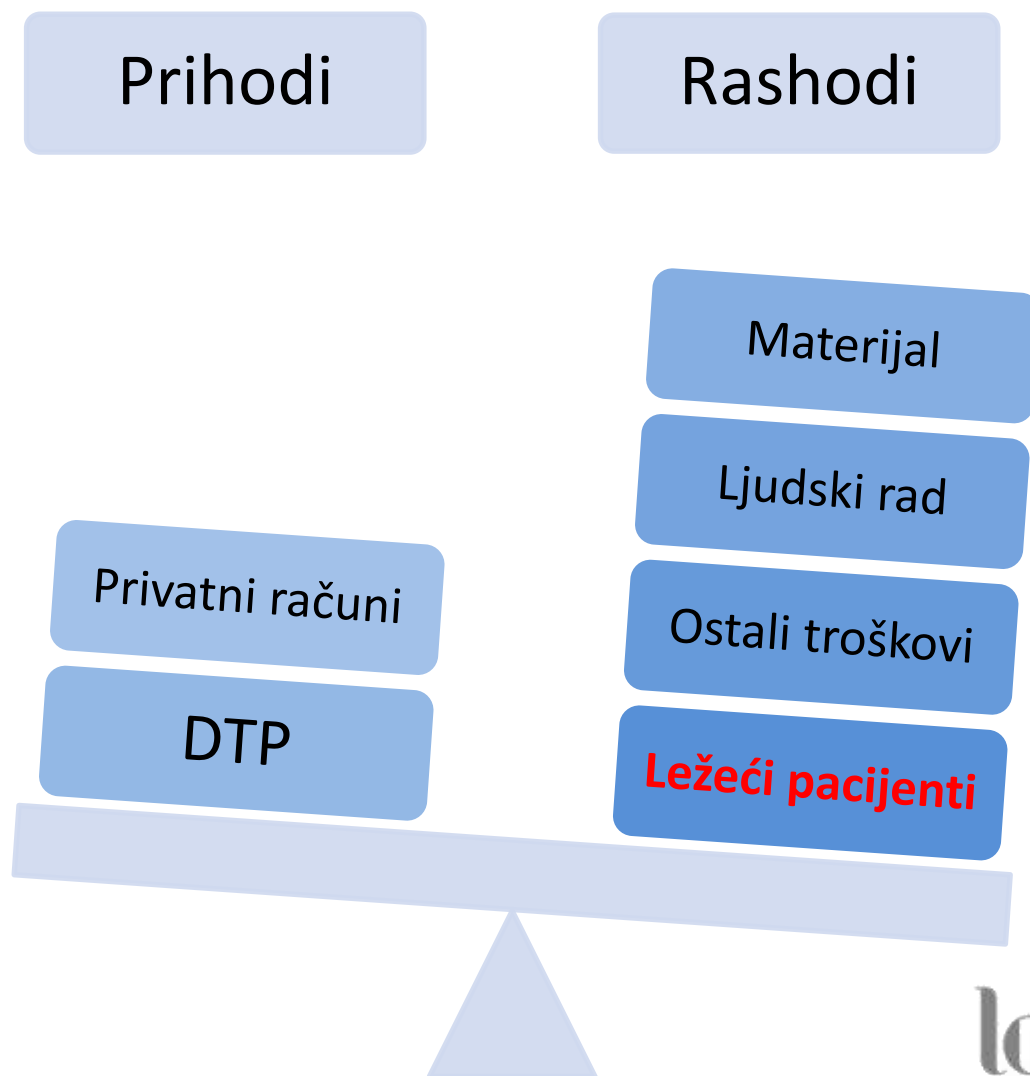 Prihodi
Rashodi
Privatni računi
DTP
Materijal
Ljudski rad
Ostali troškovi
Ležeći pacijenti